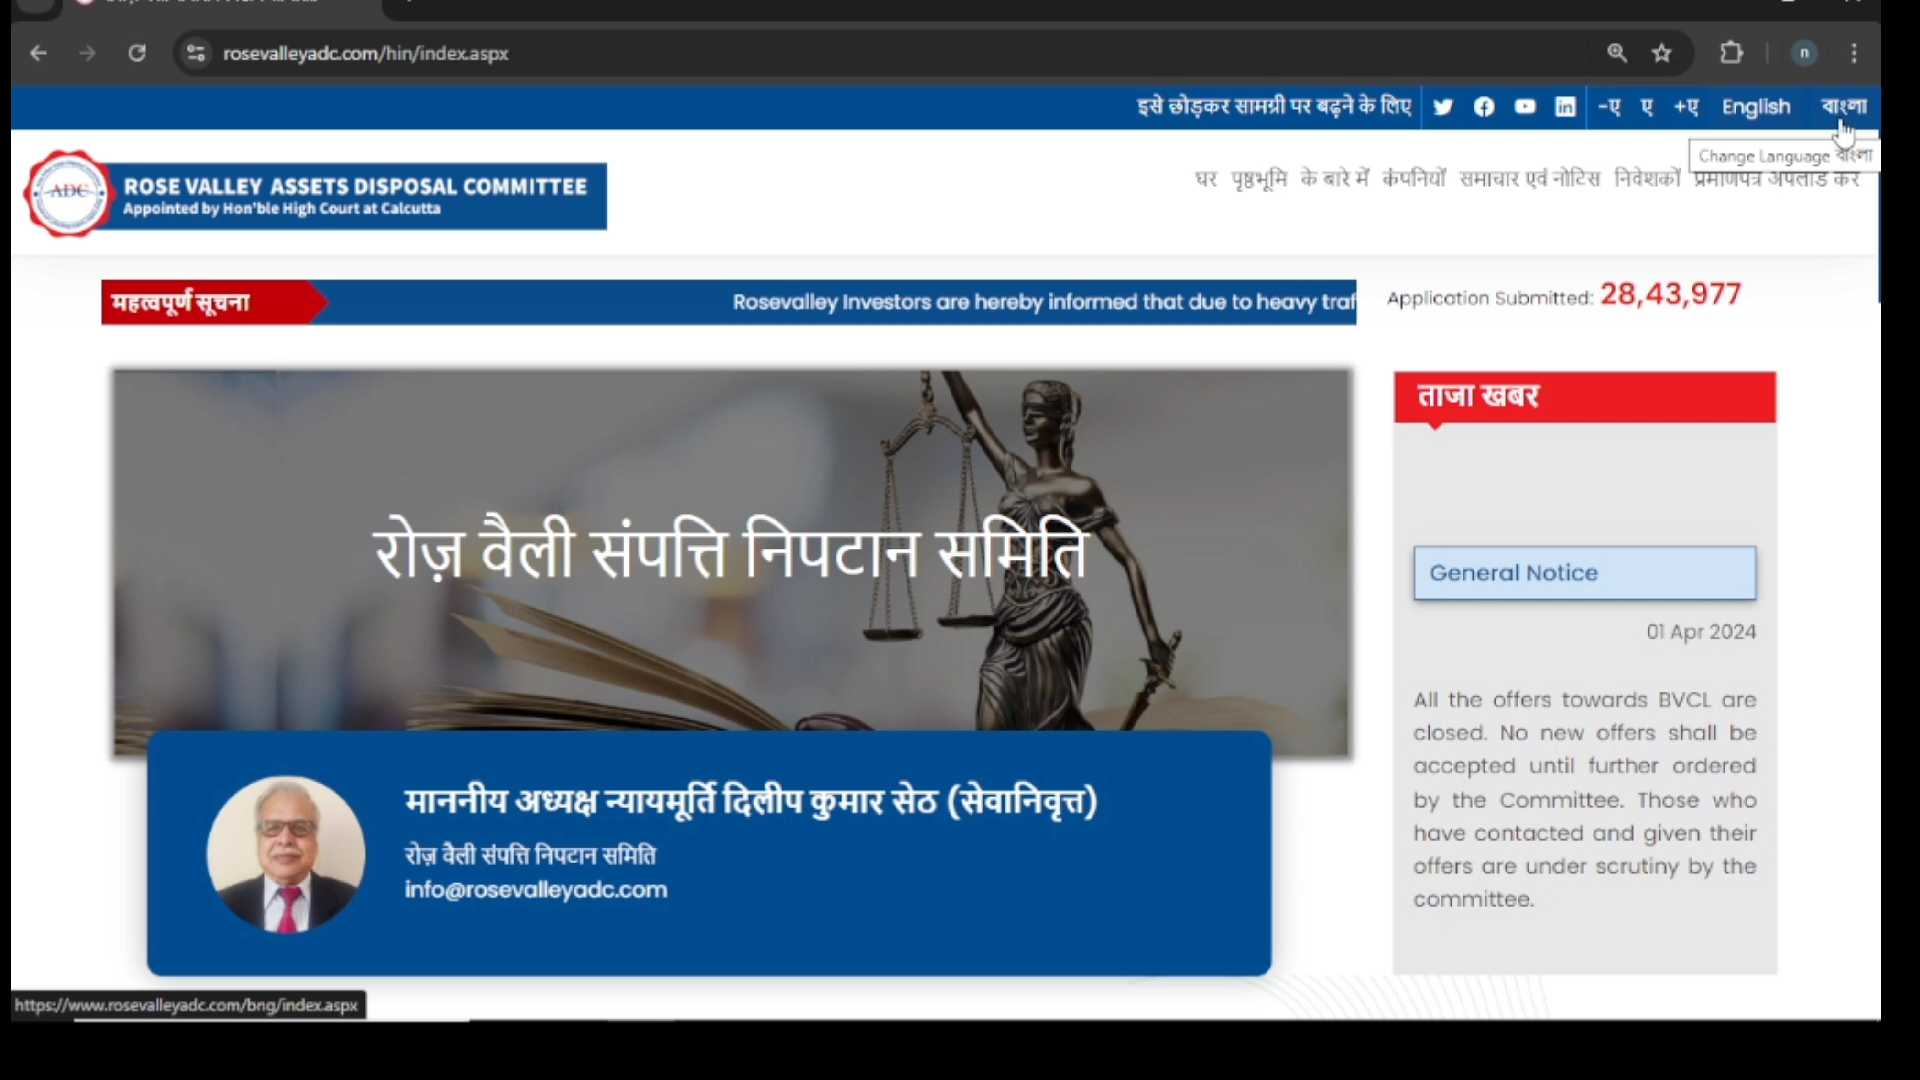 rosevalleyadc.com/hin/index.aspx
n
इसे छोड़कर सामग्री पर बढ़ने के लिए
-ए ए +ए English বাংলা
Change Language বাংলা
ADC
ROSE VALLEY ASSETS DISPOSAL COMMITTEE
Appointed by Hon'ble High Court at Calcutta
घर पृष्ठभूमि के बारे में कंपनियों समाचार एवं नोटिस निवेशकों प्रमाणपत्र अपलोड करें
महत्वपूर्ण सूचना
Rosevalley Investors are hereby informed that due to heavy traf
Application Submitted: 28,43,977
रोज़ वैली संपत्ति निपटान समिति
ताजा खबर
General Notice
01 Apr 2024
All the offers towards BVCL are
closed. No new offers shall be
accepted until further ordered
by the Committee. Those who
have contacted and given their
offers are under scrutiny by the
committee.
माननीय अध्यक्ष न्यायमूर्ति दिलीप कुमार सेठ (सेवानिवृत्त)
रोज़ वैली संपत्ति निपटान समिति
info@rosevalleyadc.com
https://www.rosevalleyadc.com/bng/index.aspx